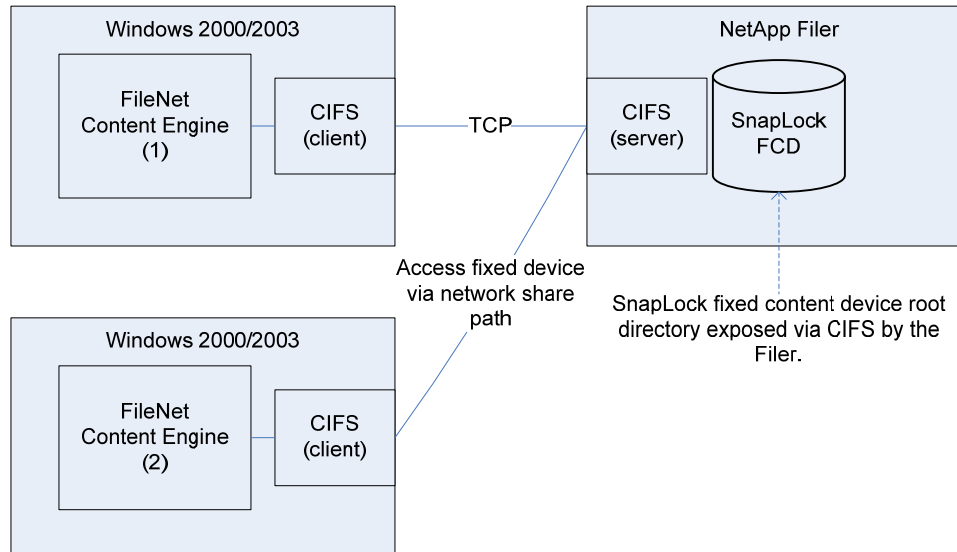 Windows 2000/2003
FileNet
Content Engine
(1)
CIFS
(client)
TCP
NetApp Filer
CIFS
(server)
SnapLock
FCD
Access fixed device
via network share
path
SnapLock fixed content device root
directory exposed via CIFS by the
Filer.
Windows 2000/2003
FileNet
Content Engine
(2)
CIFS
(client)